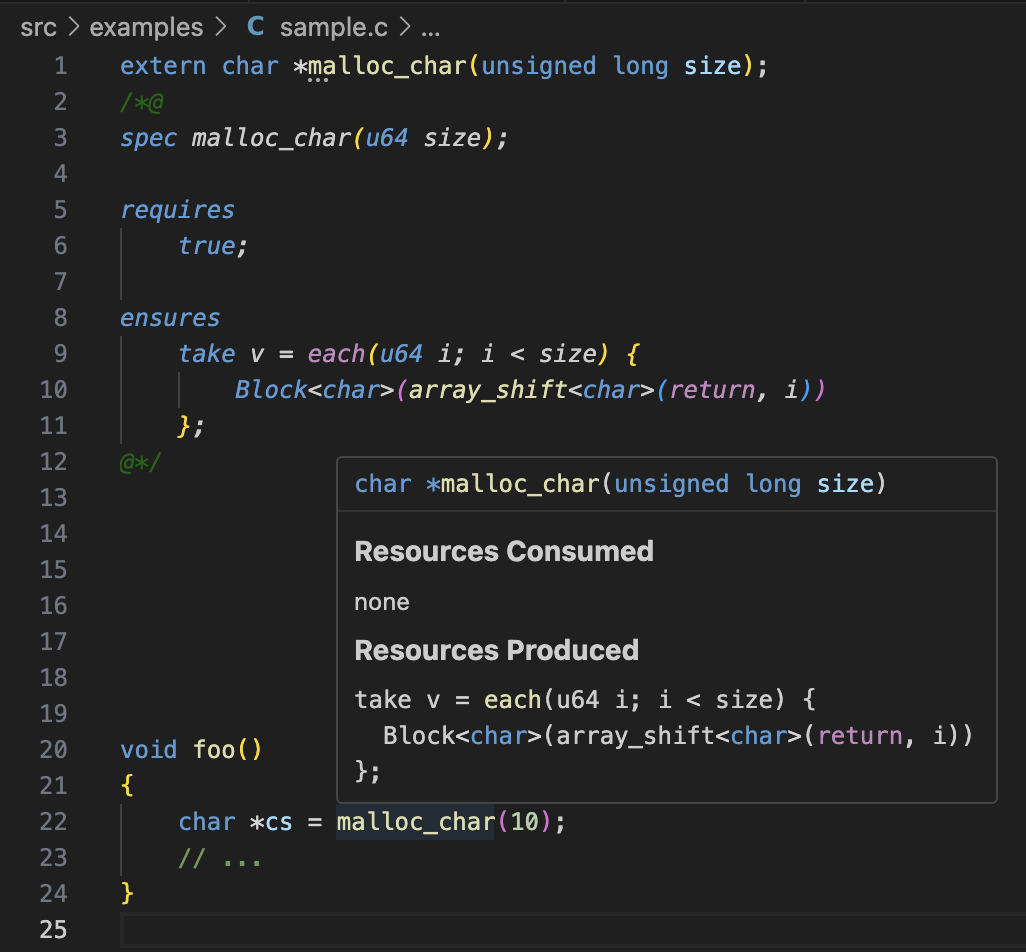 src > examples > C sample.c > ...
1 extern char *malloc_char(unsigned long size);
2 /*@
3 spec malloc_char(u64 size);
4
5 requires
6     true;
7
8 ensures
9     take v = each(u64 i; i < size) {
10         Block<char>(array_shift<char>(return, i))
11     };
12 @*/
char *malloc_char(unsigned long size)
13
14
Resources Consumed
15
16
none
17
Resources Produced
18
19
take v = each(u64 i; i < size) {
  Block<char>(array_shift<char>(return, i))
};
20 void foo()
21 {
22     char *cs = malloc_char(10);
23     // ...
24 }
25